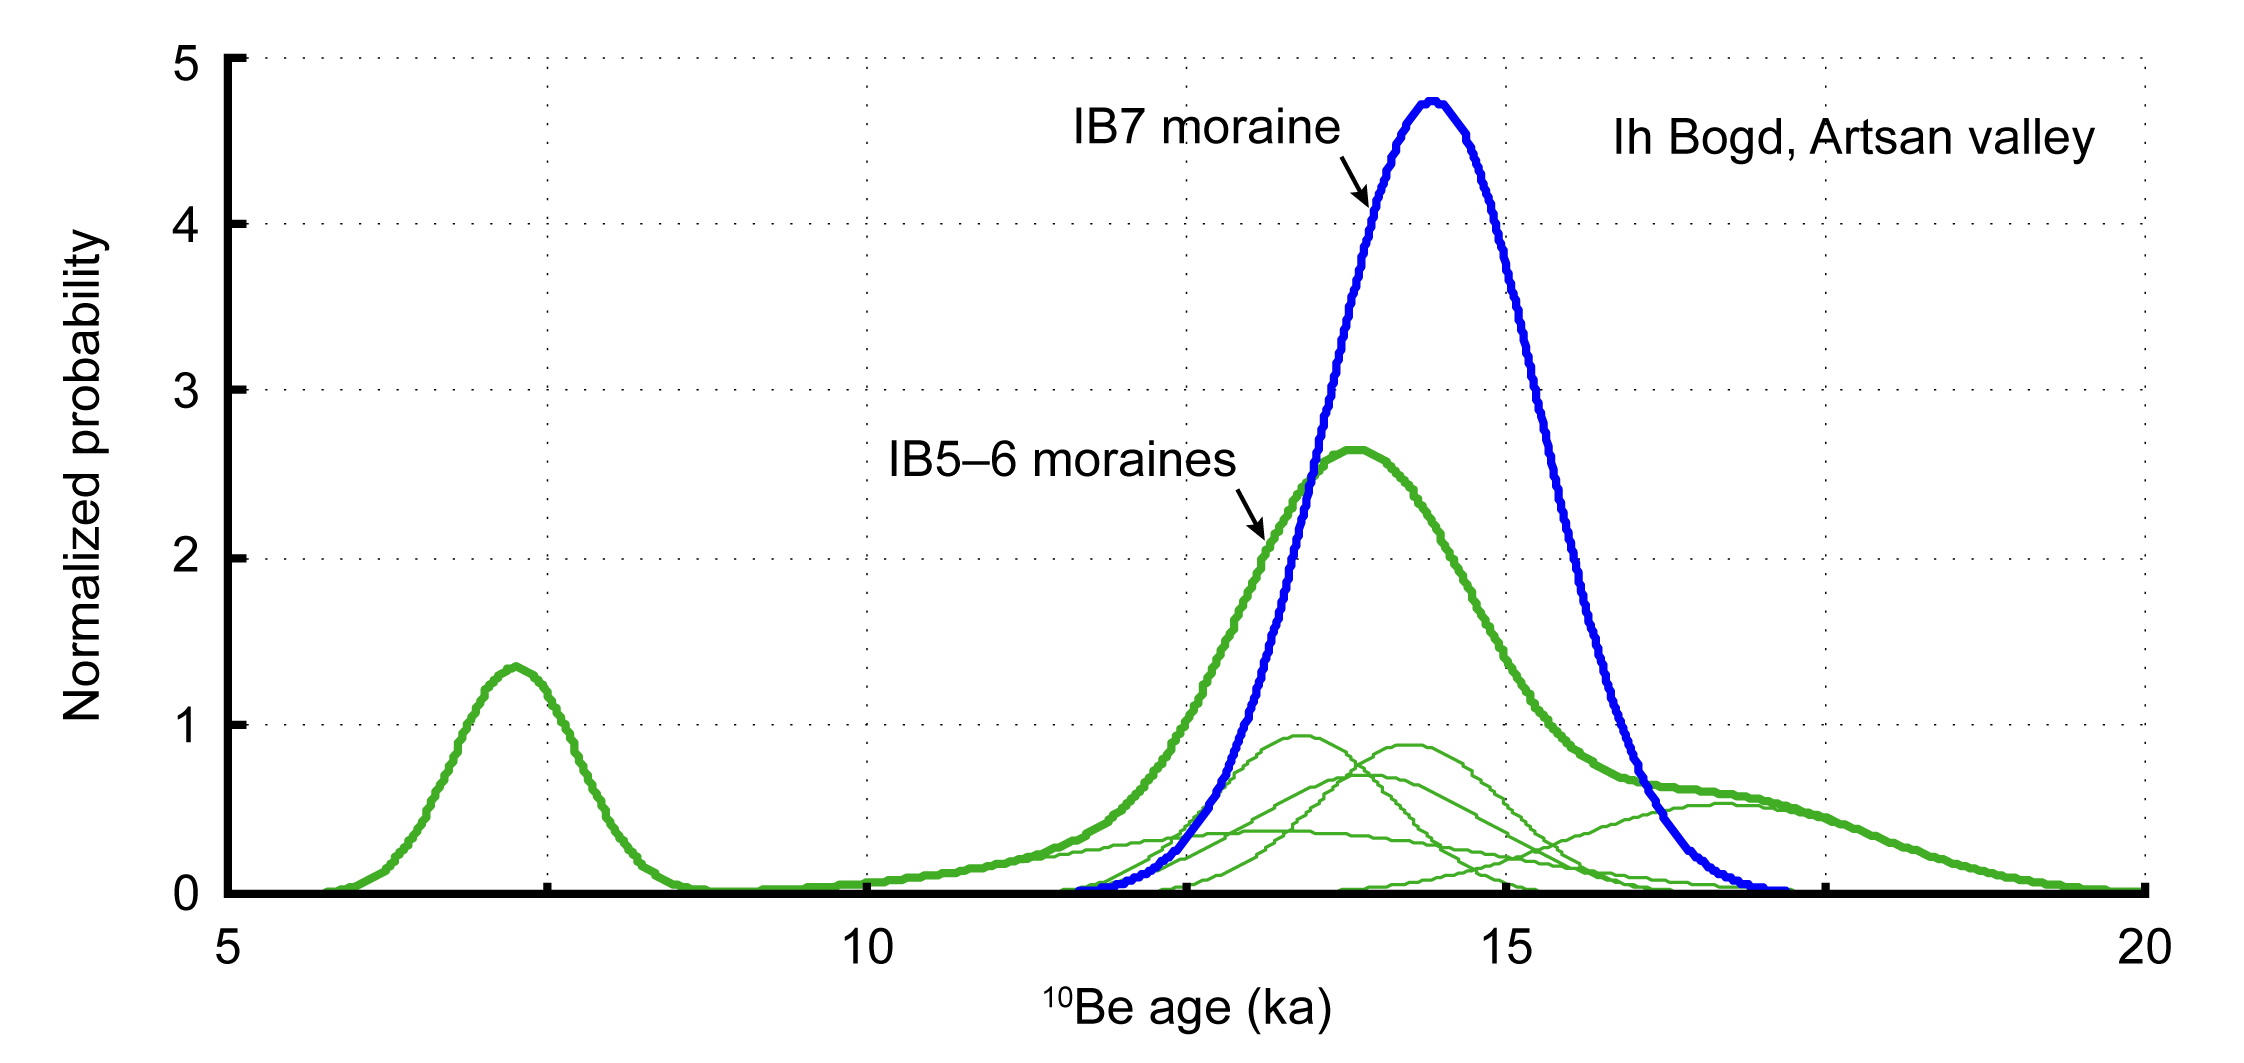 5
4
3
2
1
0
Normalized probability
IB7 moraine
Ih Bogd, Artsan valley
IB5–6 moraines
5
10
15
20
¹⁰Be age (ka)